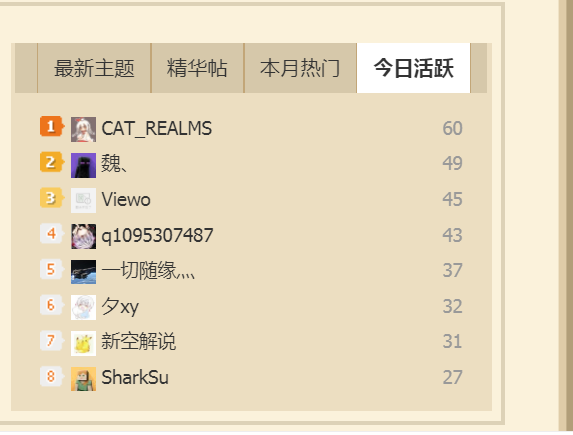 最新主题 精华帖 本月热门 今日活跃
1 CAT_REALMS 60
2 魏、 49
3 Viewo 45
4 q1095307487 43
5 一切随缘灬 37
6 夕xy 32
7 新空解说 31
8 SharkSu 27